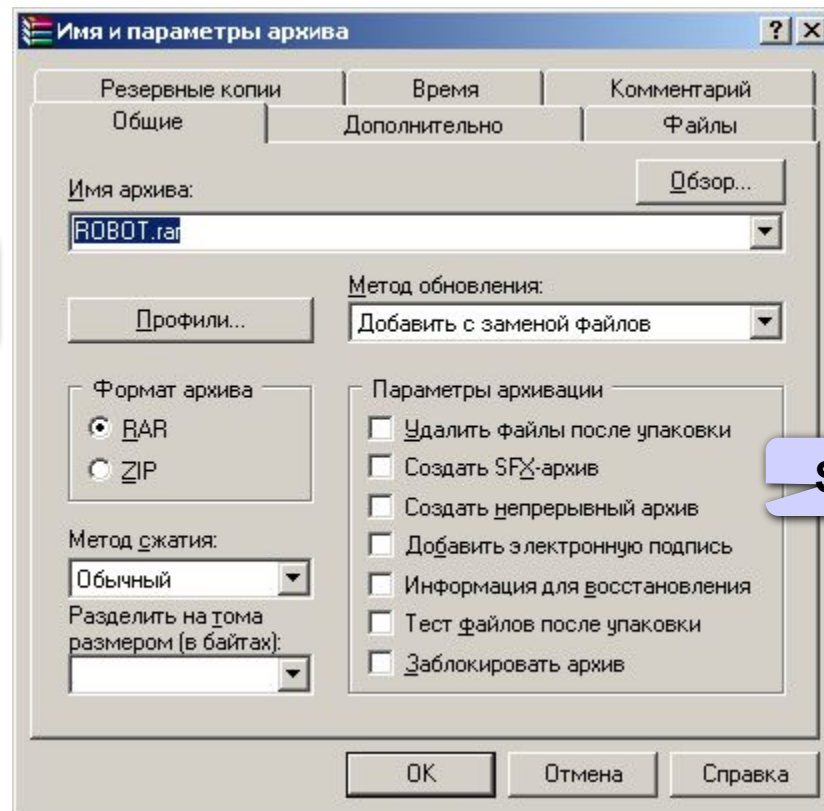 Имя и параметры архива
Резервные копии Время Комментарий
Общие Дополнительно Файлы
Имя архива:
Обзор...
ROBOT.rar
Профили...
Метод обновления:
Добавить с заменой файлов
Формат архива
RAR
ZIP
Метод сжатия:
Обычный
Разделить на тома
размером (в байтах):
Параметры архивации
Удалить файлы после упаковки
Создать SFX-архив
Создать непрерывный архив
Добавить электронную подпись
Информация для восстановления
Тест файлов после упаковки
Заблокировать архив
OK Отмена Справка